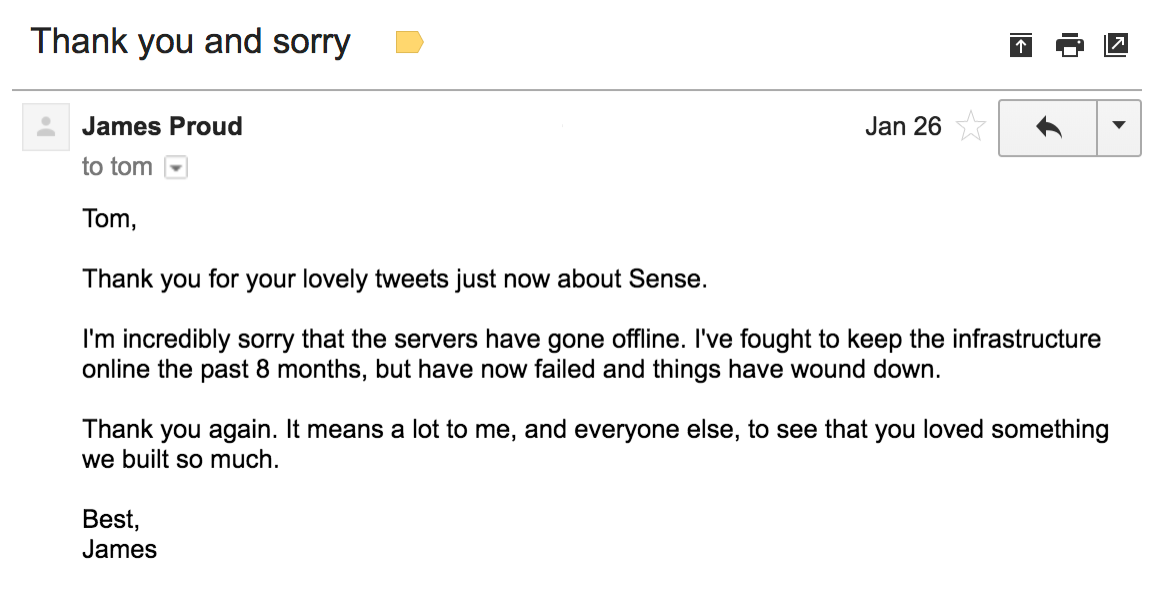 Thank you and sorry
James Proud
Jan 26
to tom
Tom,
Thank you for your lovely tweets just now about Sense.
I'm incredibly sorry that the servers have gone offline. I've fought to keep the infrastructure
online the past 8 months, but have now failed and things have wound down.
Thank you again. It means a lot to me, and everyone else, to see that you loved something
we built so much.
Best,
James